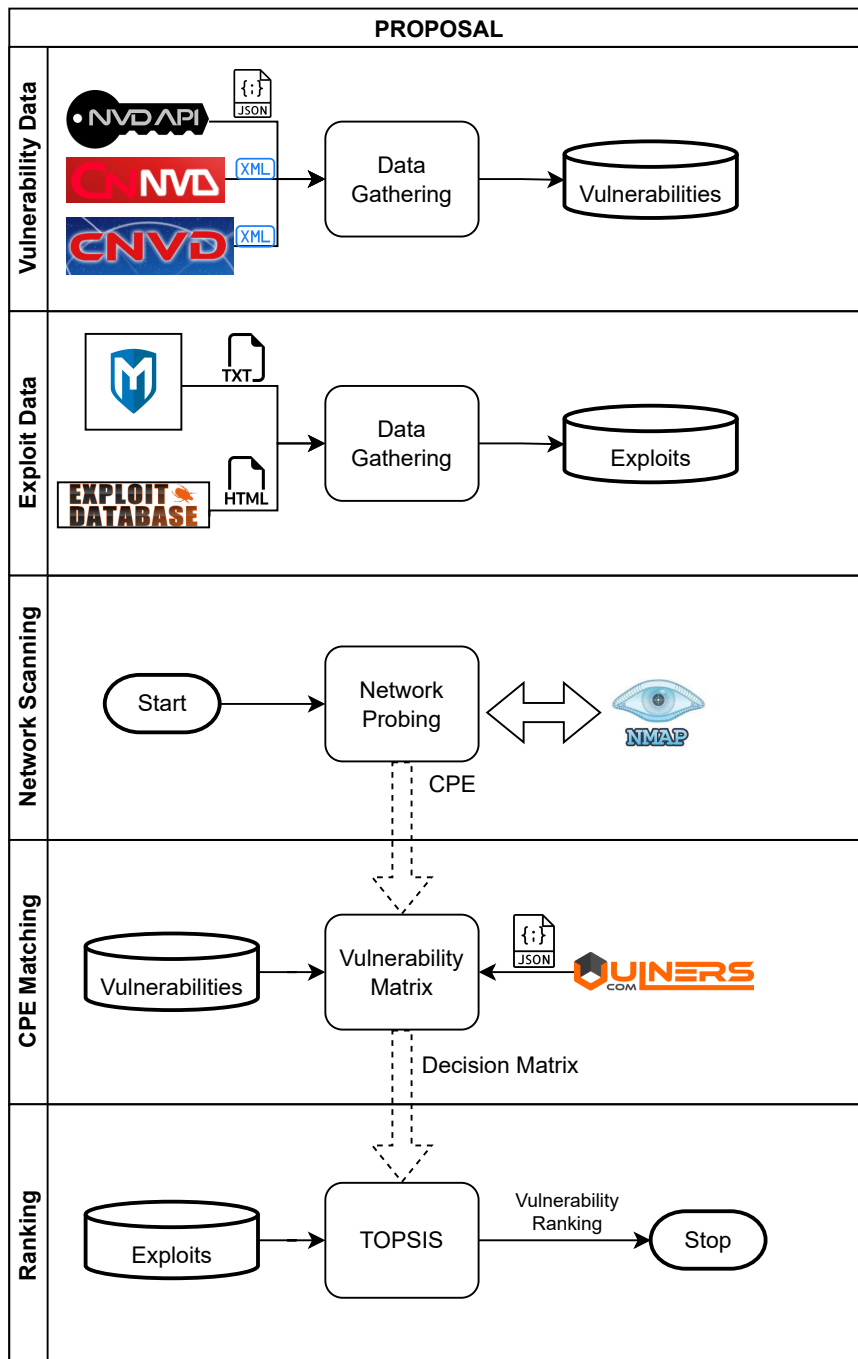 PROPOSAL
Vulnerability Data
NVD API
{;}
JSON
CNNVD
XML
CNVD
XML
Data
Gathering
Vulnerabilities
Exploit Data
M
TXT
EXPLOIT
DATABASE
HTML
Data
Gathering
Exploits
Network Scanning
Start
Network
Probing
NMAP
CPE
CPE Matching
Vulnerabilities
Vulnerability
Matrix
{;}
JSON
VULNERS
COM
Decision Matrix
Ranking
Exploits
TOPSIS
Vulnerability
Ranking
Stop